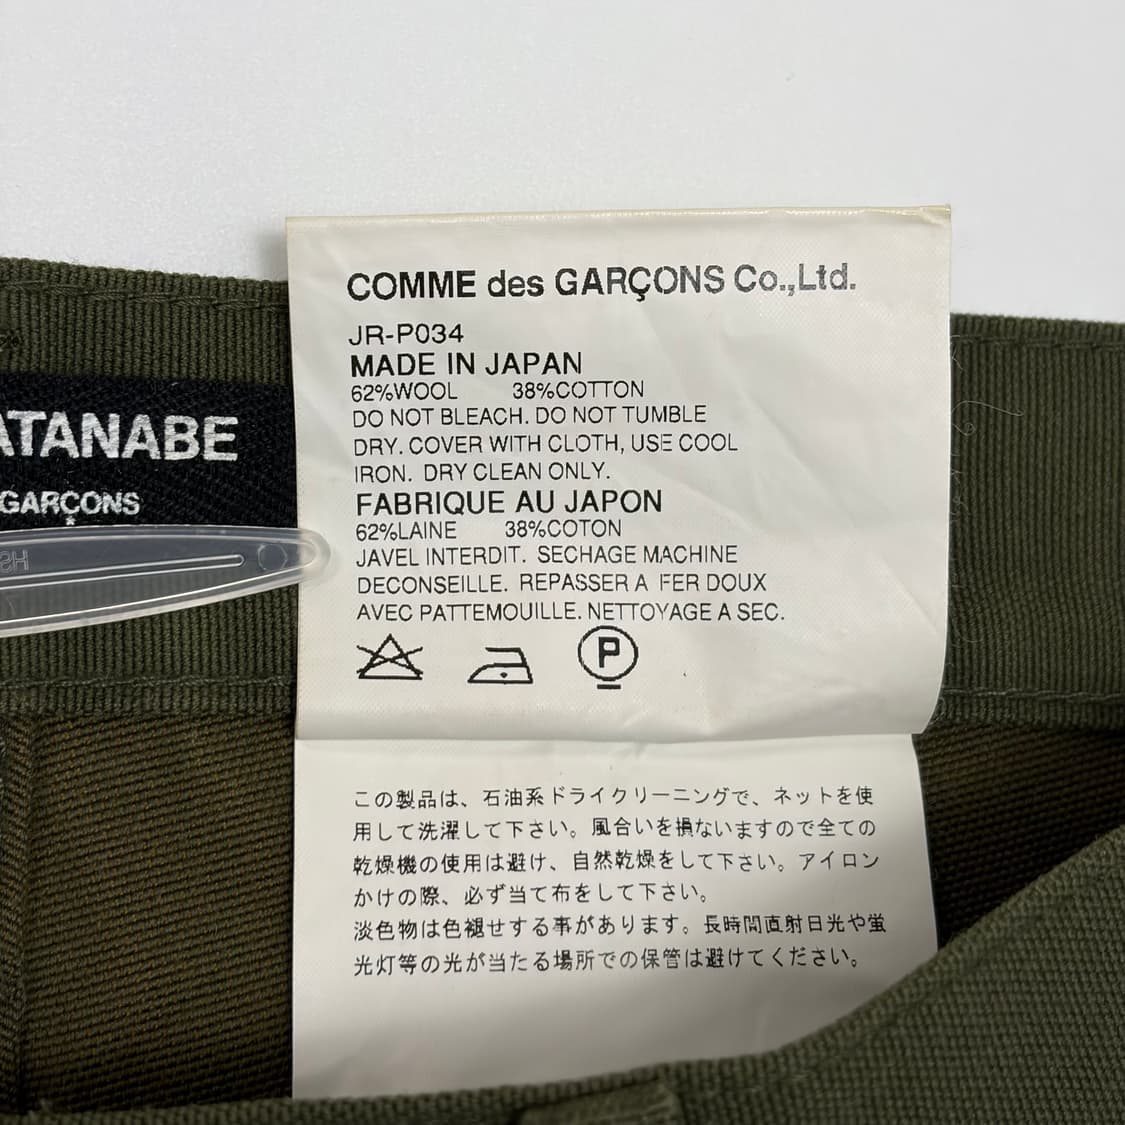 COMME des GARÇONS Co.,Ltd.
JR-P034
MADE IN JAPAN
62%WOOL 38%COTTON
DO NOT BLEACH. DO NOT TUMBLE
DRY. COVER WITH CLOTH, USE COOL
IRON. DRY CLEAN ONLY.
FABRIQUE AU JAPON
62%LAINE 38%COTON
JAVEL INTERDIT. SECHAGE MACHINE
DECONSEILLE. REPASSER A FER DOUX
AVEC PATTEMOUILLE. NETTOYAGE A SEC.
P
この製品は、石油系ドライクリーニングで、ネットを使
用して洗濯して下さい。風合いを損ないますので全ての
乾燥機の使用は避け、自然乾燥をして下さい。アイロン
かけの際、必ず当て布をして下さい。
淡色物は色褪せする事があります。長時間直射日光や蛍
光灯等の光が当たる場所での保管は避けてください。
ATANABE
GARÇONS